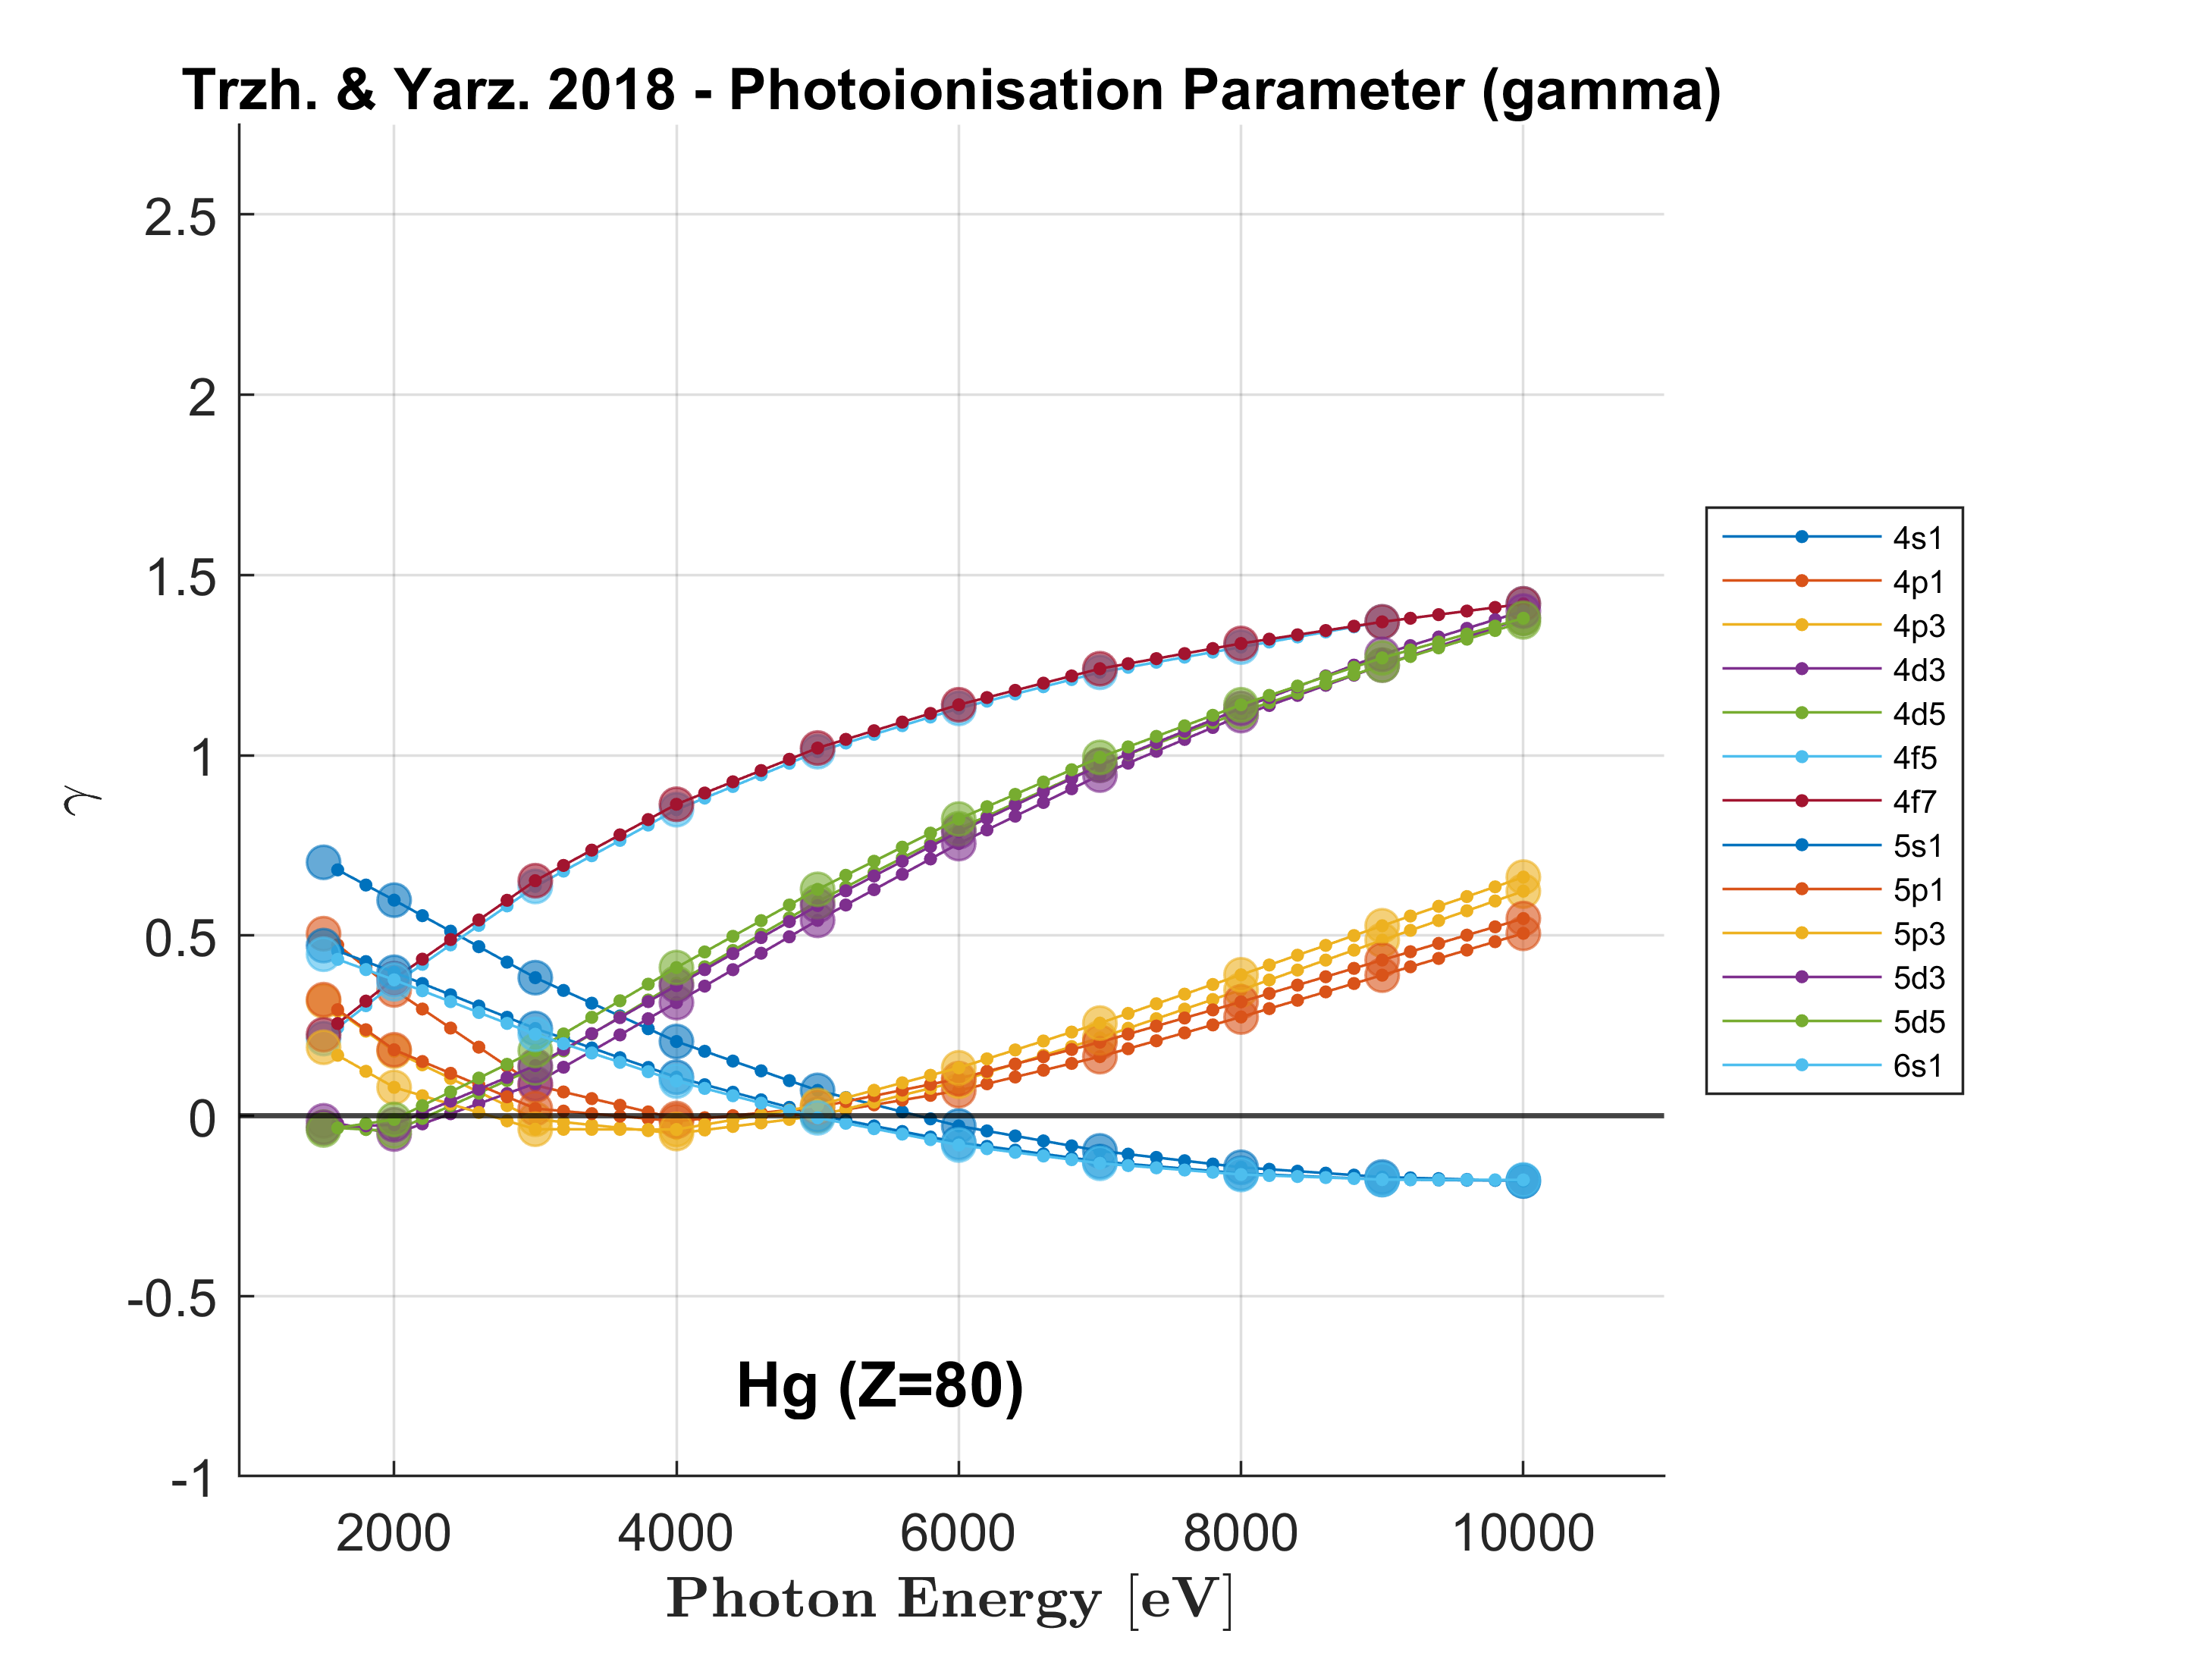 Trzh. & Yarz. 2018 - Photoionisation Parameter (gamma)
2.5
2
1.5
1
0.5
0
-0.5
-1
γ
2000 4000 6000 8000 10000
Photon Energy [eV]
Hg (Z=80)
4s1
4p1
4p3
4d3
4d5
4f5
4f7
5s1
5p1
5p3
5d3
5d5
6s1